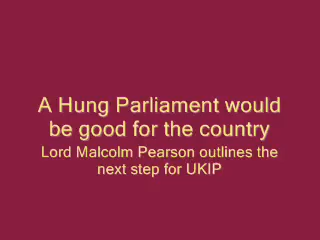 A Hung Parliament would
be good for the country
Lord Malcolm Pearson outlines the
next step for UKIP